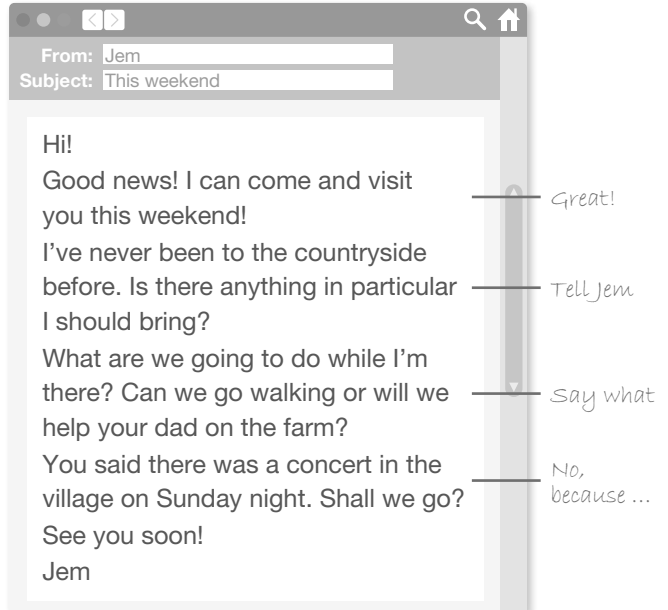 From: Jem
Subject: This weekend
Hi!
Good news! I can come and visit
you this weekend!
Great!
I’ve never been to the countryside
before. Is there anything in particular
I should bring?
Tell Jem
What are we going to do while I’m
there? Can we go walking or will we
help your dad on the farm?
Say what
You said there was a concert in the
village on Sunday night. Shall we go?
No,
because ...
See you soon!
Jem